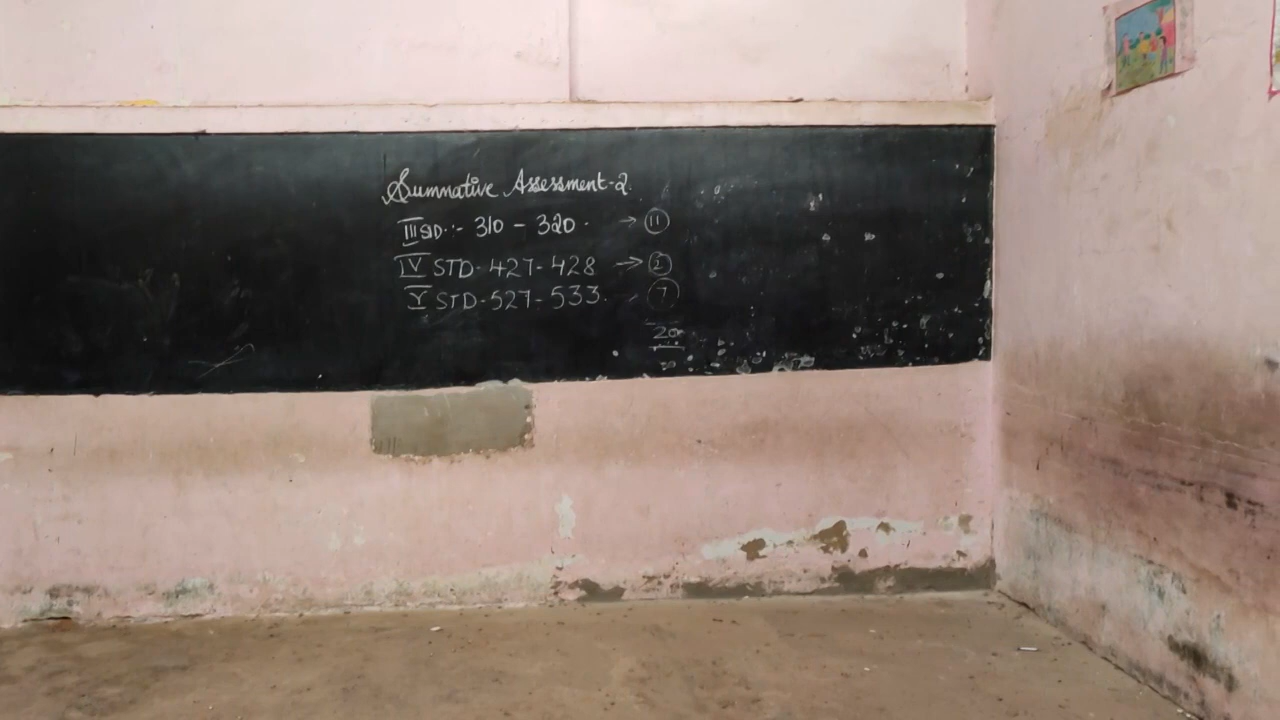 Summative Assessment-2.
III STD:- 310 - 320. → 11
IV STD- 427-428 → 2
V STD-527-533. 7
20